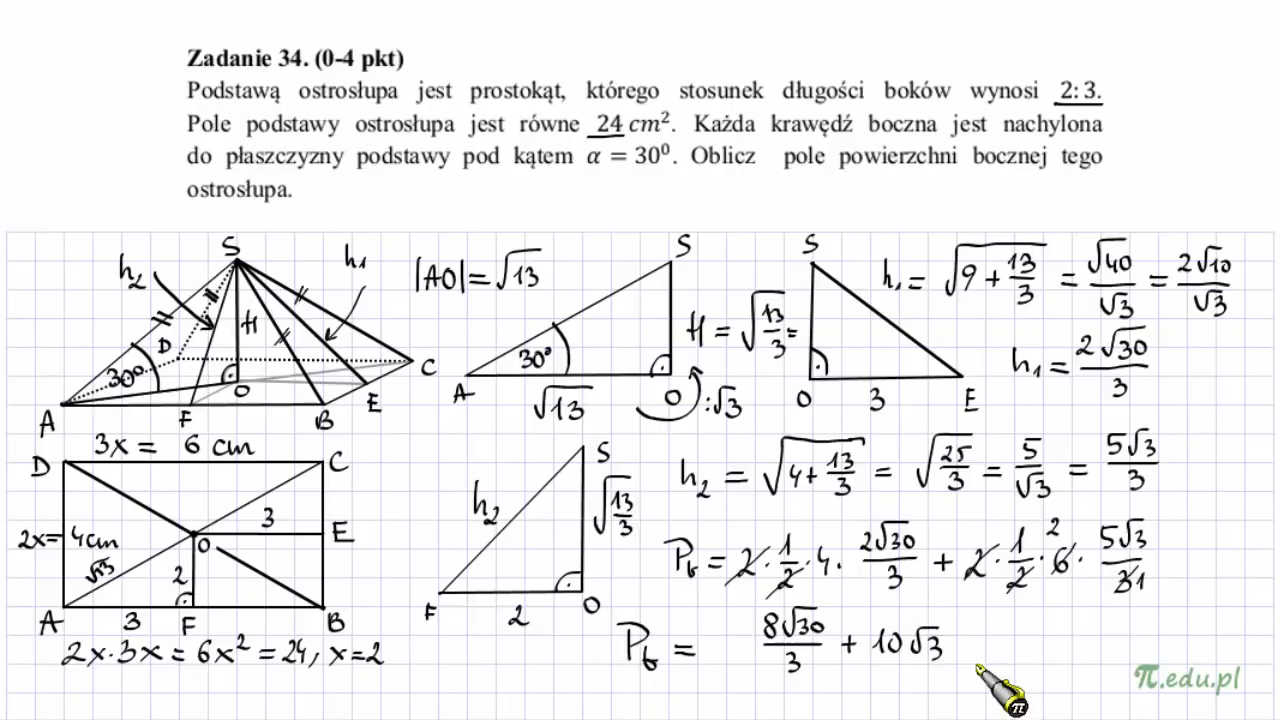 Zadanie 34. (0-4 pkt)
Podstawą ostrosłupa jest prostokąt, którego stosunek długości boków wynosi 2:3.
Pole podstawy ostrosłupa jest równe 24 cm². Każda krawędź boczna jest nachylona
do płaszczyzny podstawy pod kątem α = 30⁰. Oblicz pole powierzchni bocznej tego
ostrosłupa.
S
h₂
h₁
H
D
30°
O
C
A
F
B
E
|AO| = √13
S
30°
A
√13
O
H = √(13/3) =
:√3
S
O
3
E
h₁ = √(9 + 13/3) = √40/√3 = 2√10/√3
h₁ = 2√30/3
3x = 6 cm
D
C
2x = 4cm
3
E
O
√13
2
A
3
F
B
2x·3x = 6x² = 24, x=2
S
h₂
√(13/3)
F
2
O
h₂ = √(4 + 13/3) = √(25/3) = 5/√3 = 5√3/3
P_b = 2·1/2·4·2√30/3 + 2·1/2·6 2·5√3/3 1
P_b = 8√30/3 + 10√3
π
π.edu.pl